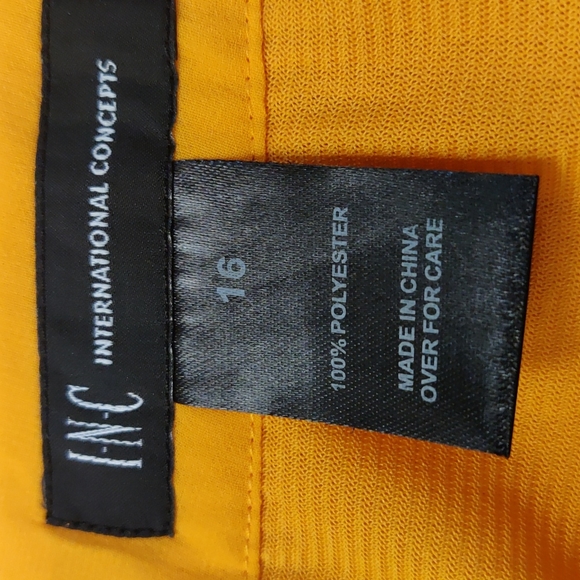 I·N·C INTERNATIONAL CONCEPTS
16
100% POLYESTER
MADE IN CHINA
OVER FOR CARE